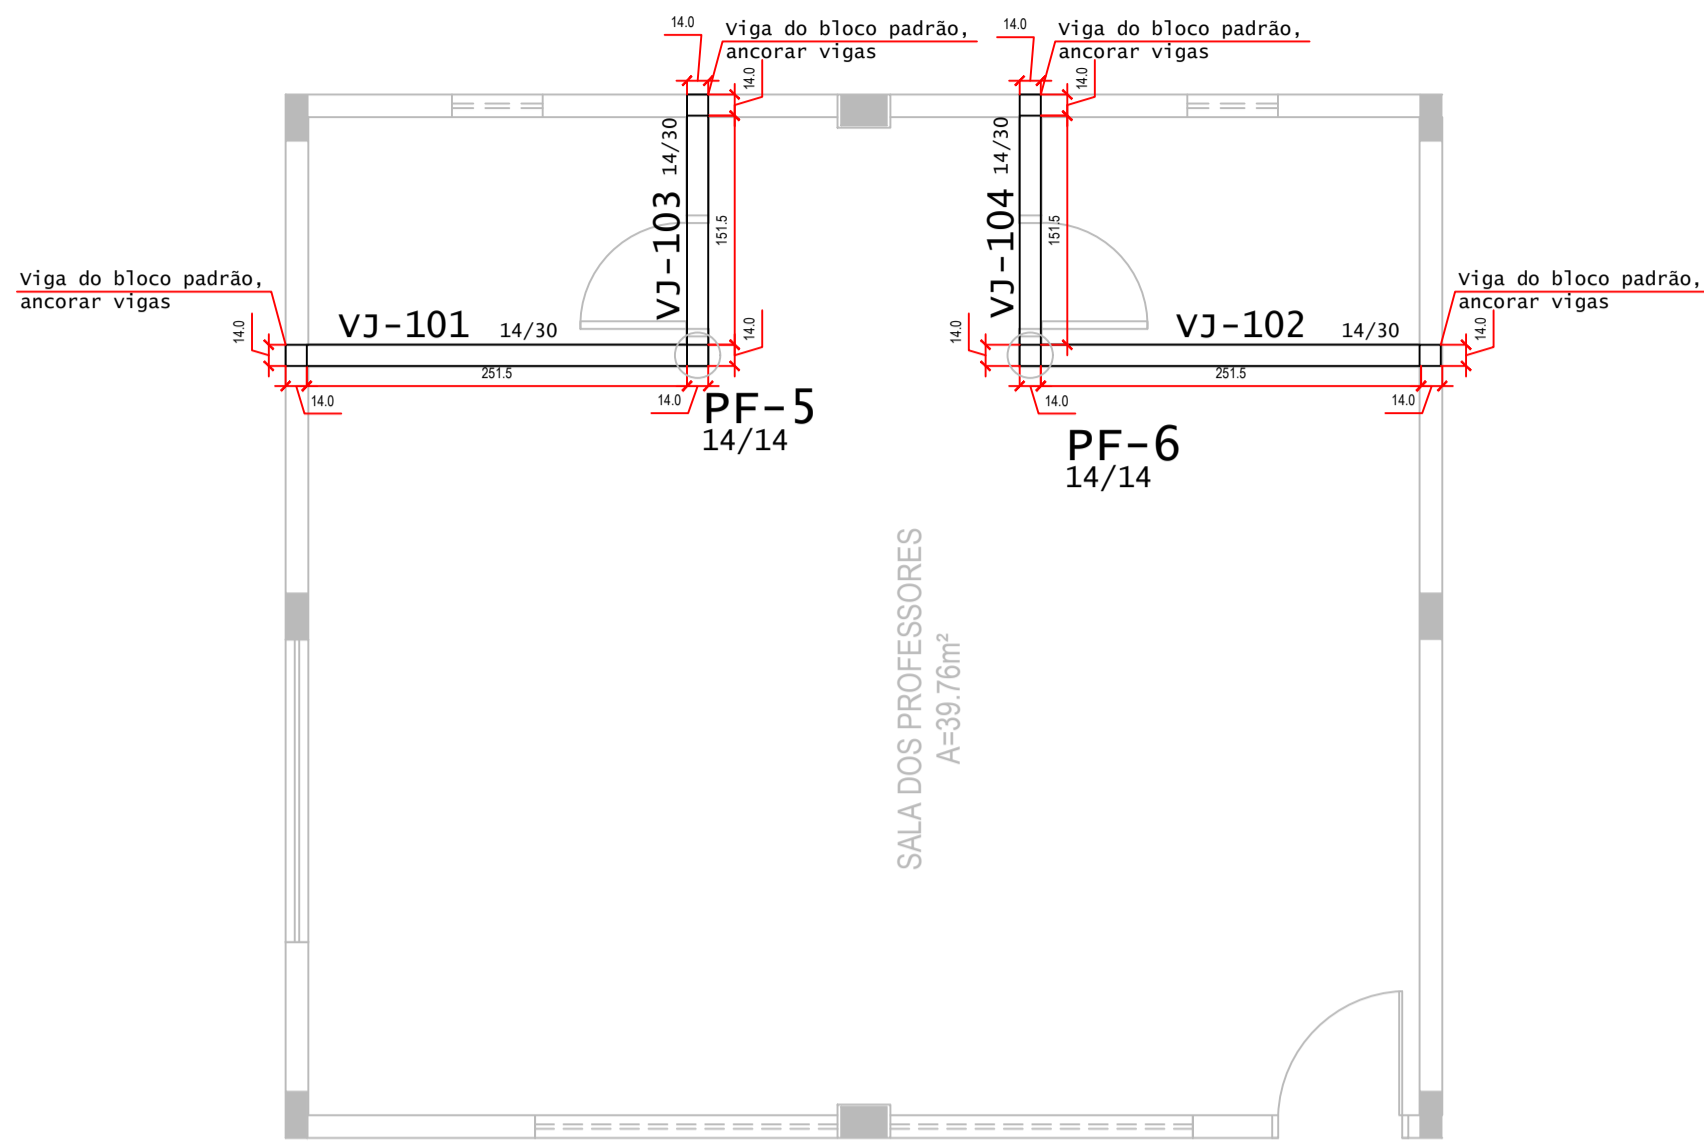 14.0
Viga do bloco padrão,
ancorar vigas
14.0
14.0
Viga do bloco padrão,
ancorar vigas
14.0
VJ-103 14/30
151.5
VJ-104 14/30
151.5
Viga do bloco padrão,
ancorar vigas
14.0
VJ-101 14/30
251.5
14.0
14.0
14.0
PF-5
14/14
Viga do bloco padrão,
ancorar vigas
14.0
VJ-102 14/30
251.5
14.0
14.0
14.0
PF-6
14/14
SALA DOS PROFESSORES
A=39.76m²